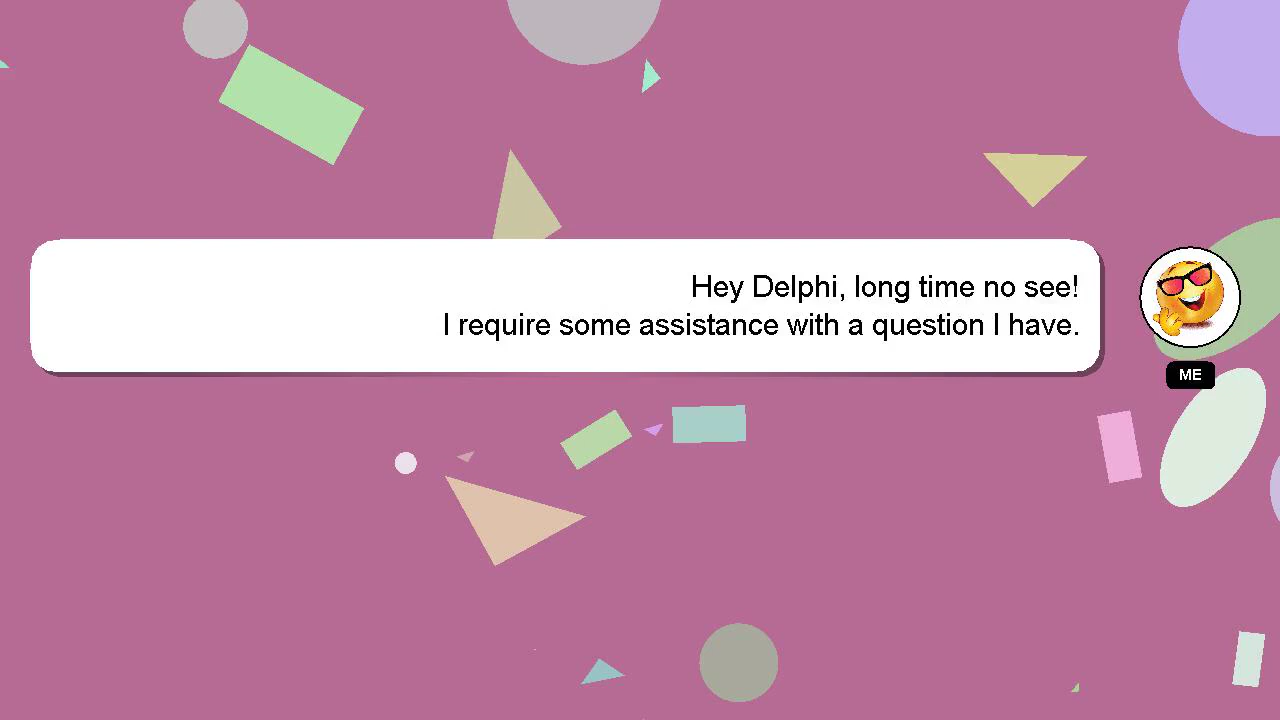 Hey Delphi, long time no see!
I require some assistance with a question I have.
ME